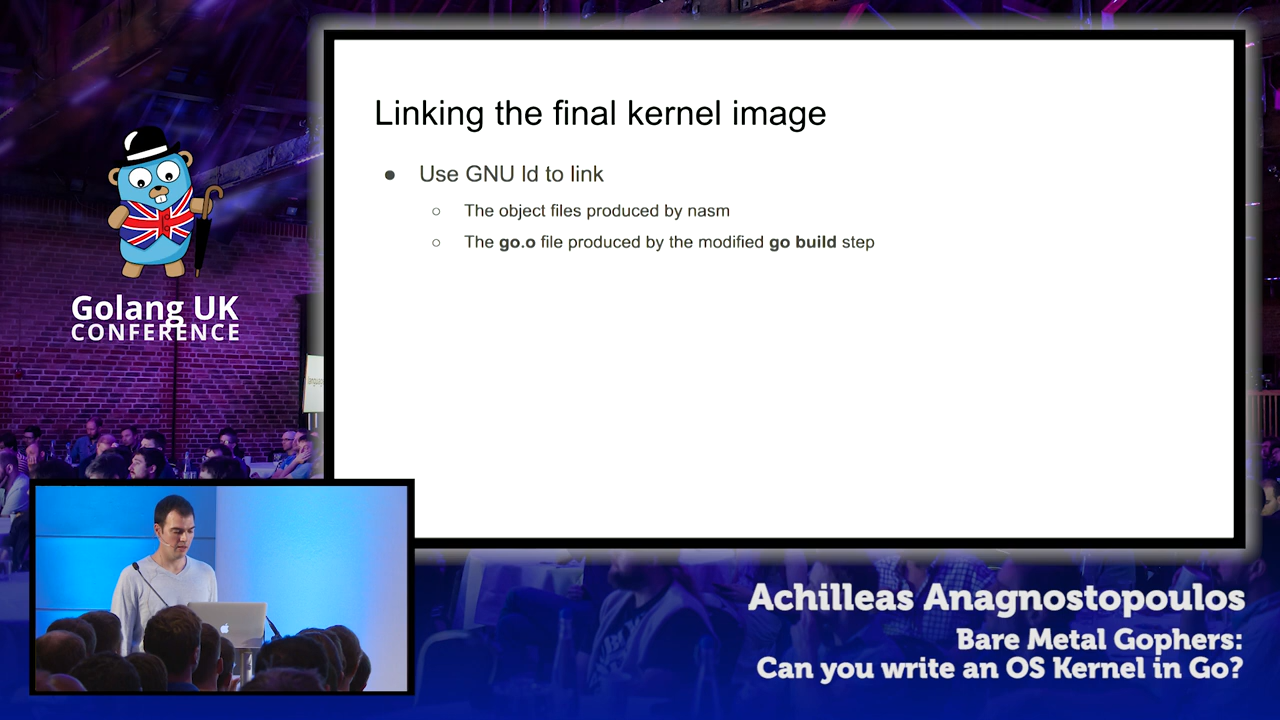 Linking the final kernel image
● Use GNU ld to link
○ The object files produced by nasm
○ The go.o file produced by the modified go build step
Golang UK
CONFERENCE
Achilleas Anagnostopoulos
Bare Metal Gophers:
Can you write an OS Kernel in Go?